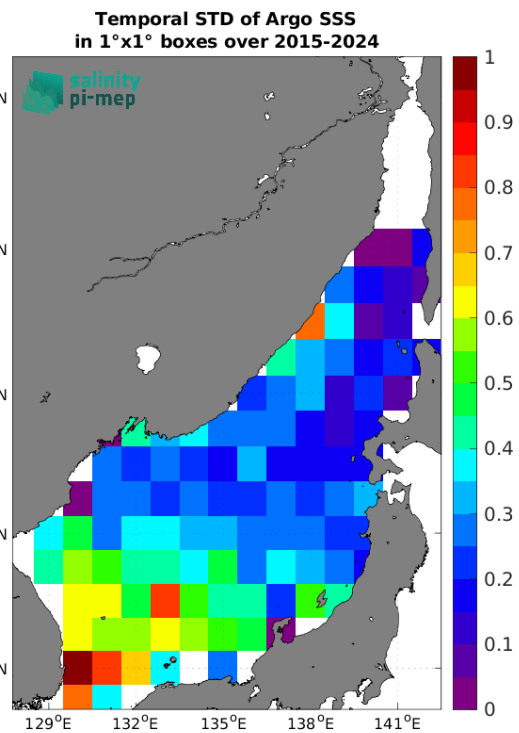 Temporal STD of Argo SSS
in 1°x1° boxes over 2015-2024
salinity
pi-mep
1
0.9
0.8
0.7
0.6
0.5
0.4
0.3
0.2
0.1
0
N
N
N
N
N
129°E 132°E 135°E 138°E 141°E